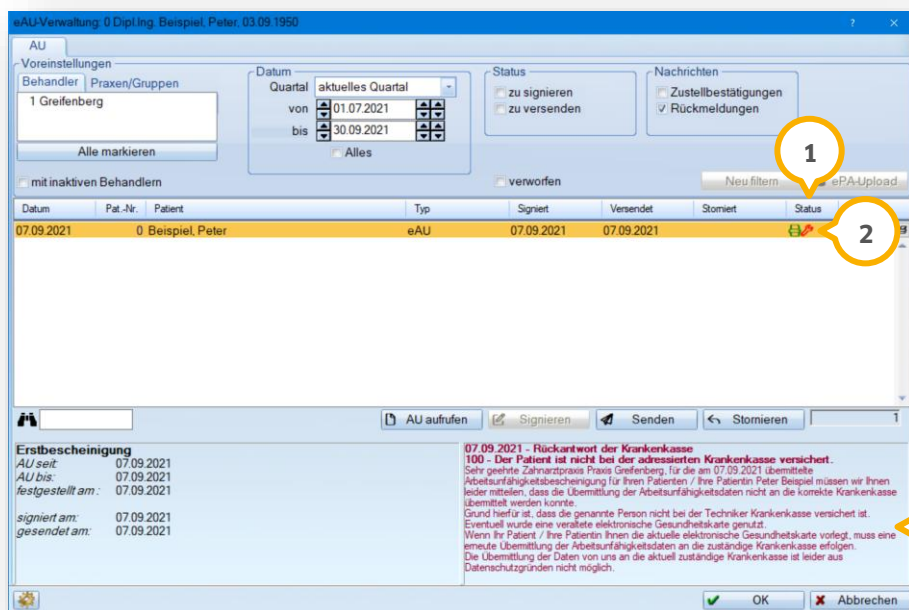 eAU-Verwaltung: 0 Dipl.Ing. Beispiel, Peter, 03.09.1950
AU
Voreinstellungen
Behandler Praxen/Gruppen
1 Greifenberg
Alle markieren
mit inaktiven Behandlern
Datum
Quartal aktuelles Quartal
von 01.07.2021
bis 30.09.2021
Alles
Status
zu signieren
zu versenden
verworfen
Nachrichten
Zustellbestätigungen
Rückmeldungen
Neu filtern ePA-Upload
1
Datum Pat.-Nr. Patient Typ Signiert Versendet Storniert Status
07.09.2021 0 Beispiel, Peter eAU 07.09.2021 07.09.2021
2
AU aufrufen Signieren Senden Stornieren 1
Erstbescheinigung
AU seit: 07.09.2021
AU bis: 07.09.2021
festgestellt am: 07.09.2021
signiert am: 07.09.2021
gesendet am: 07.09.2021
07.09.2021 - Rückantwort der Krankenkasse
100 - Der Patient ist nicht bei der adressierten Krankenkasse versichert.
Sehr geehrte Zahnarztpraxis Praxis Greifenberg, für die am 07.09.2021 übermittelte
Arbeitsunfähigkeitsbescheinigung für Ihren Patienten / Ihre Patientin Peter Beispiel müssen wir Ihnen
leider mitteilen, dass die Übermittlung der Arbeitsunfähigkeitsdaten nicht an die korrekte Krankenkasse
übermittelt werden konnte.
Grund hierfür ist, dass die genannte Person nicht bei der Techniker Krankenkasse versichert ist.
Eventuell wurde eine veraltete elektronische Gesundheitskarte genutzt.
Wenn Ihr Patient / Ihre Patientin Ihnen die aktuelle elektronische Gesundheitskarte vorlegt, muss eine
erneute Übermittlung der Arbeitsunfähigkeitsdaten an die zuständige Krankenkasse erfolgen.
Die Übermittlung der Daten von uns an die aktuell zuständige Krankenkasse ist leider aus
Datenschutzgründen nicht möglich.
OK Abbrechen